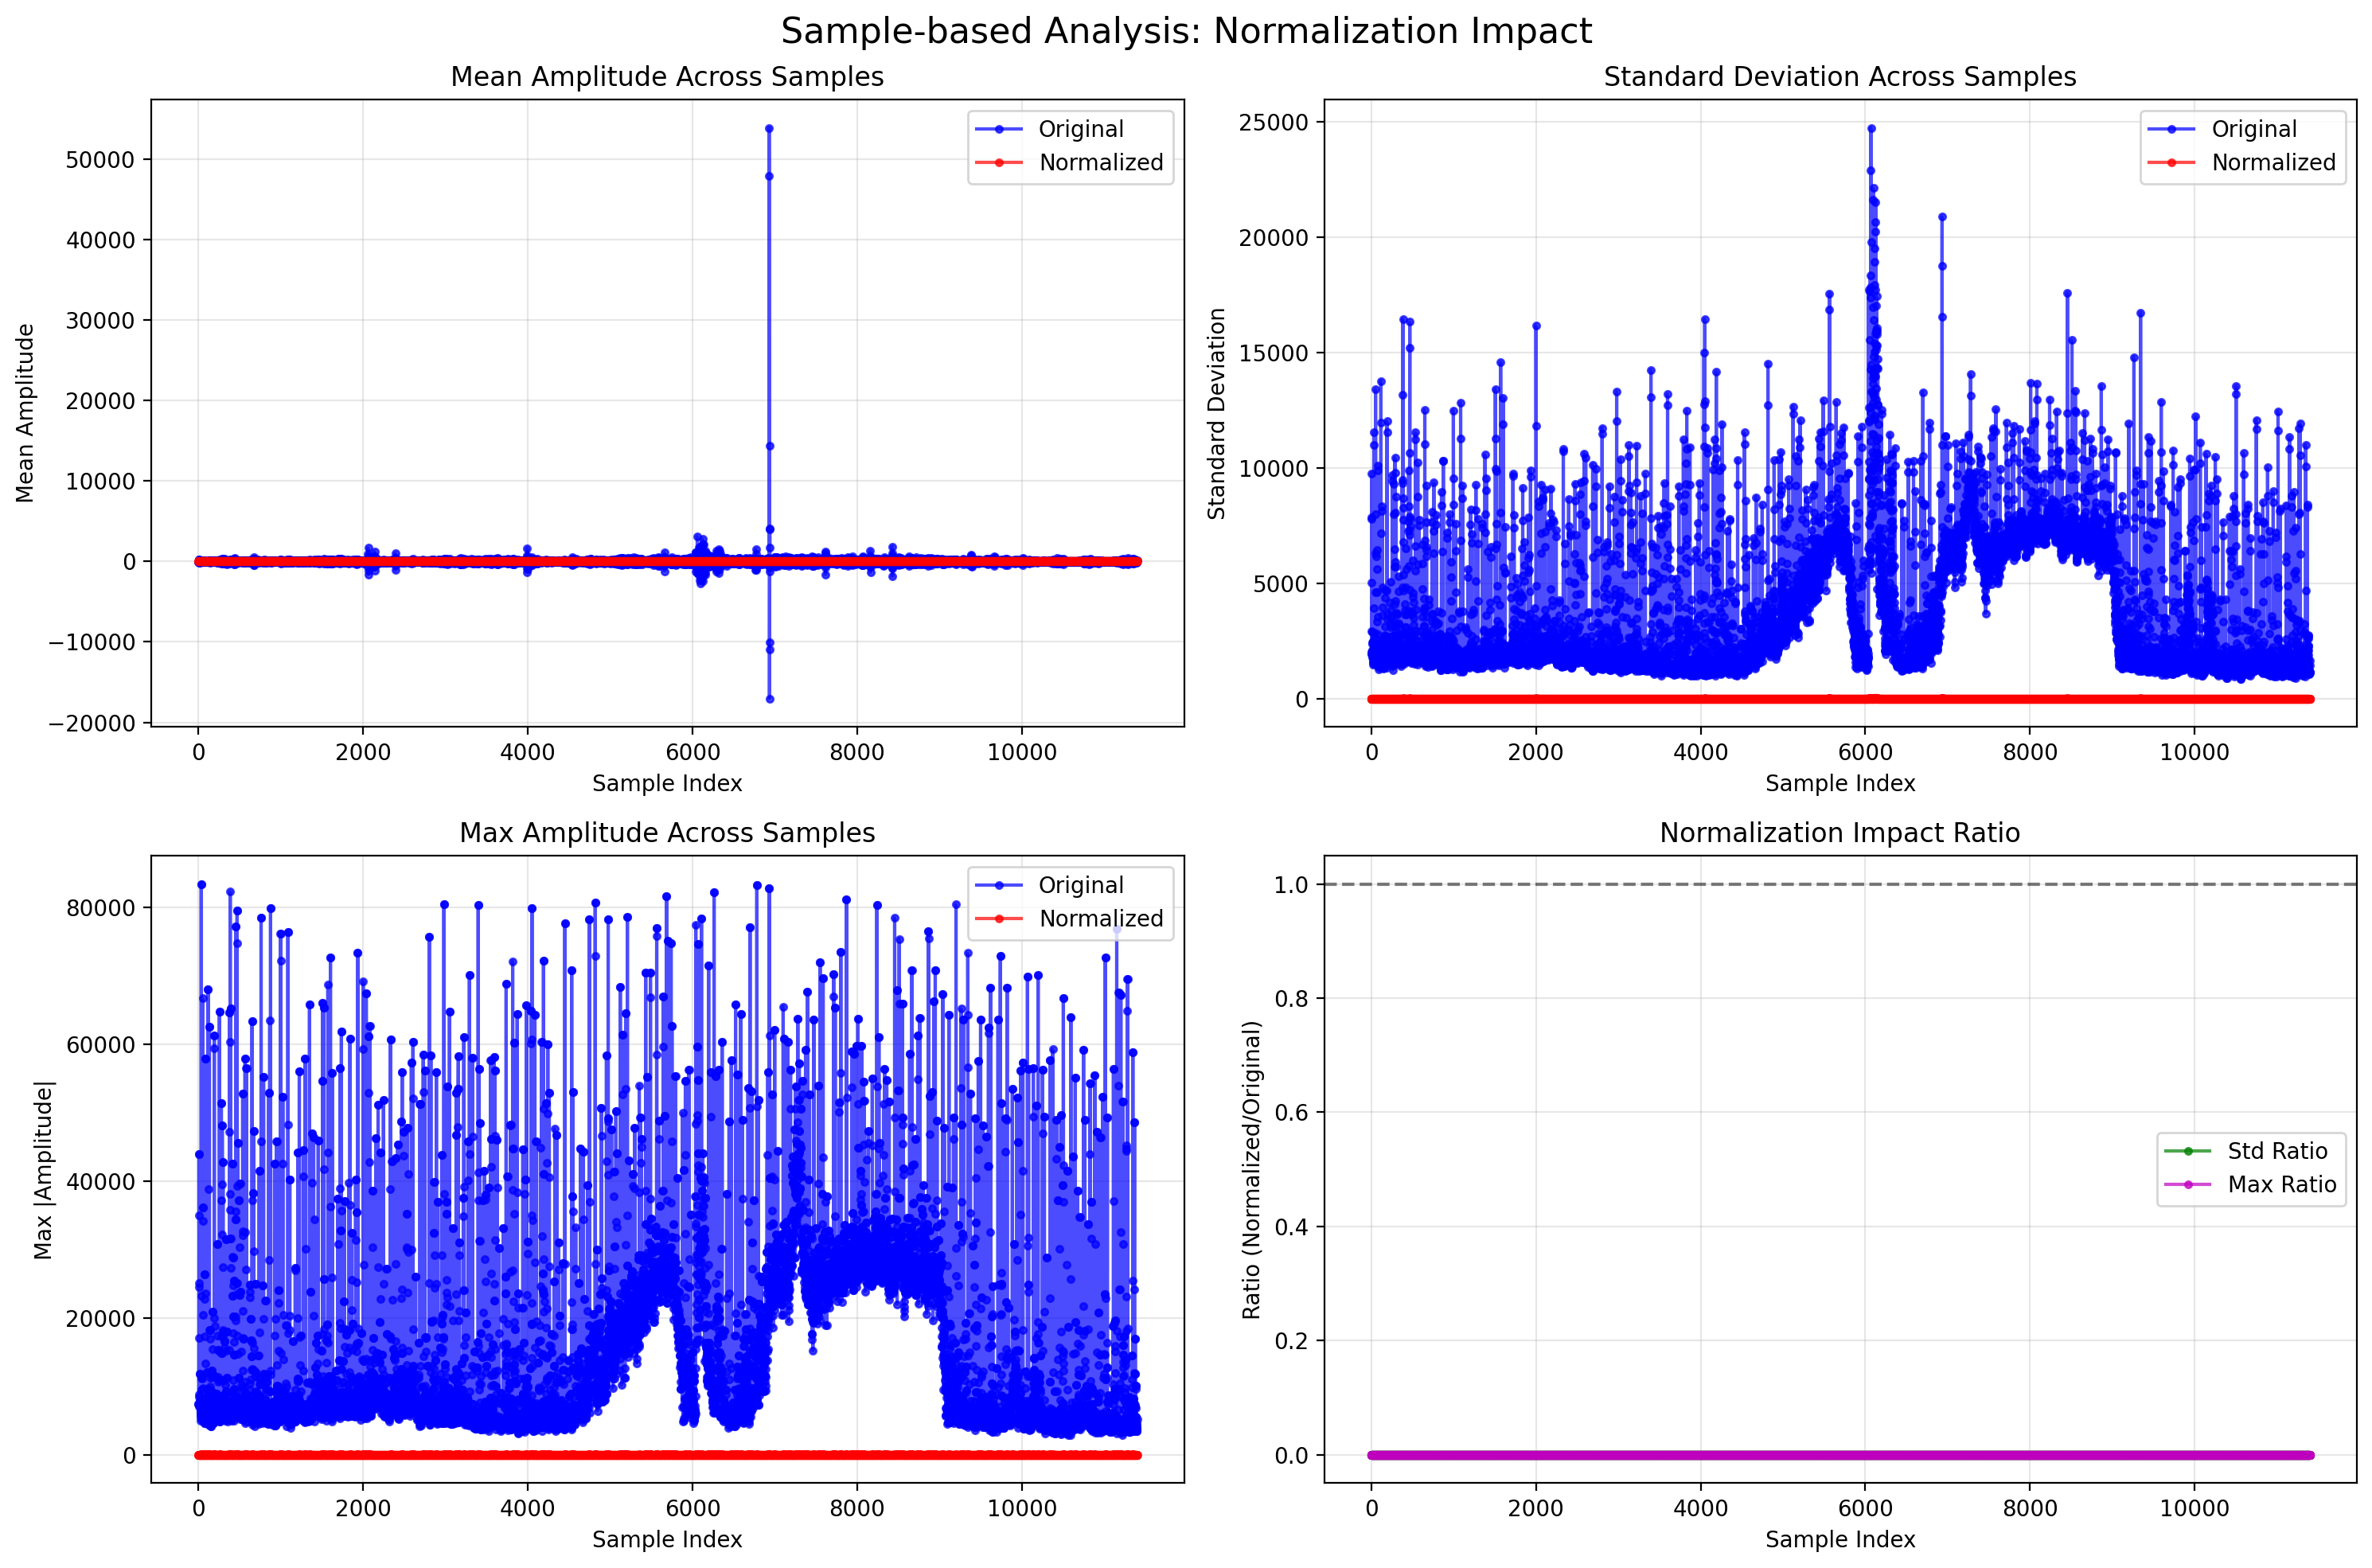 Sample-based Analysis: Normalization Impact
Mean Amplitude Across Samples
Mean Amplitude
50000
40000
30000
20000
10000
0
−10000
−20000
0 2000 4000 6000 8000 10000
Sample Index
Original
Normalized
Standard Deviation Across Samples
Standard Deviation
25000
20000
15000
10000
5000
0
0 2000 4000 6000 8000 10000
Sample Index
Original
Normalized
Max Amplitude Across Samples
Max |Amplitude|
80000
60000
40000
20000
0
0 2000 4000 6000 8000 10000
Sample Index
Original
Normalized
Normalization Impact Ratio
Ratio (Normalized/Original)
1.0
0.8
0.6
0.4
0.2
0.0
0 2000 4000 6000 8000 10000
Sample Index
Std Ratio
Max Ratio